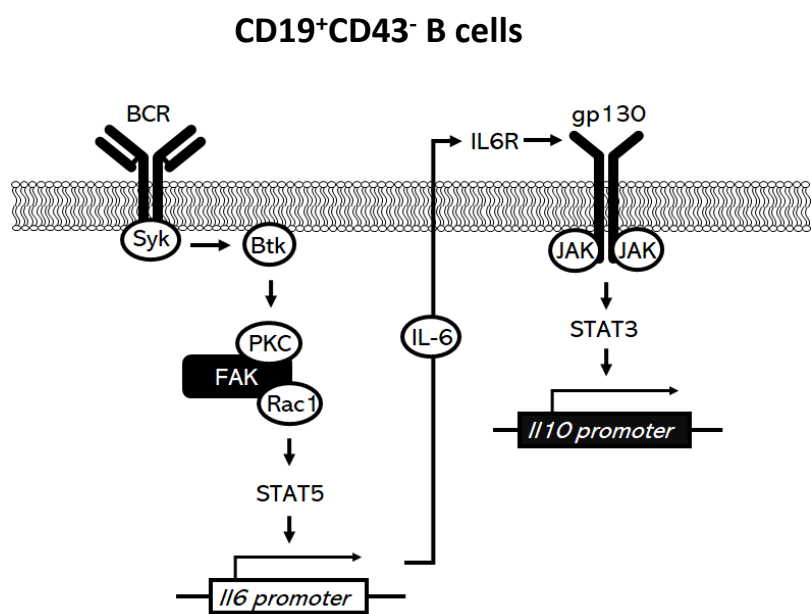 CD19⁺CD43⁻ B cells
BCR
Syk
Btk
PKC
FAK
Rac1
STAT5
Il6 promoter
IL-6
IL6R
gp130
JAK JAK
STAT3
Il10 promoter